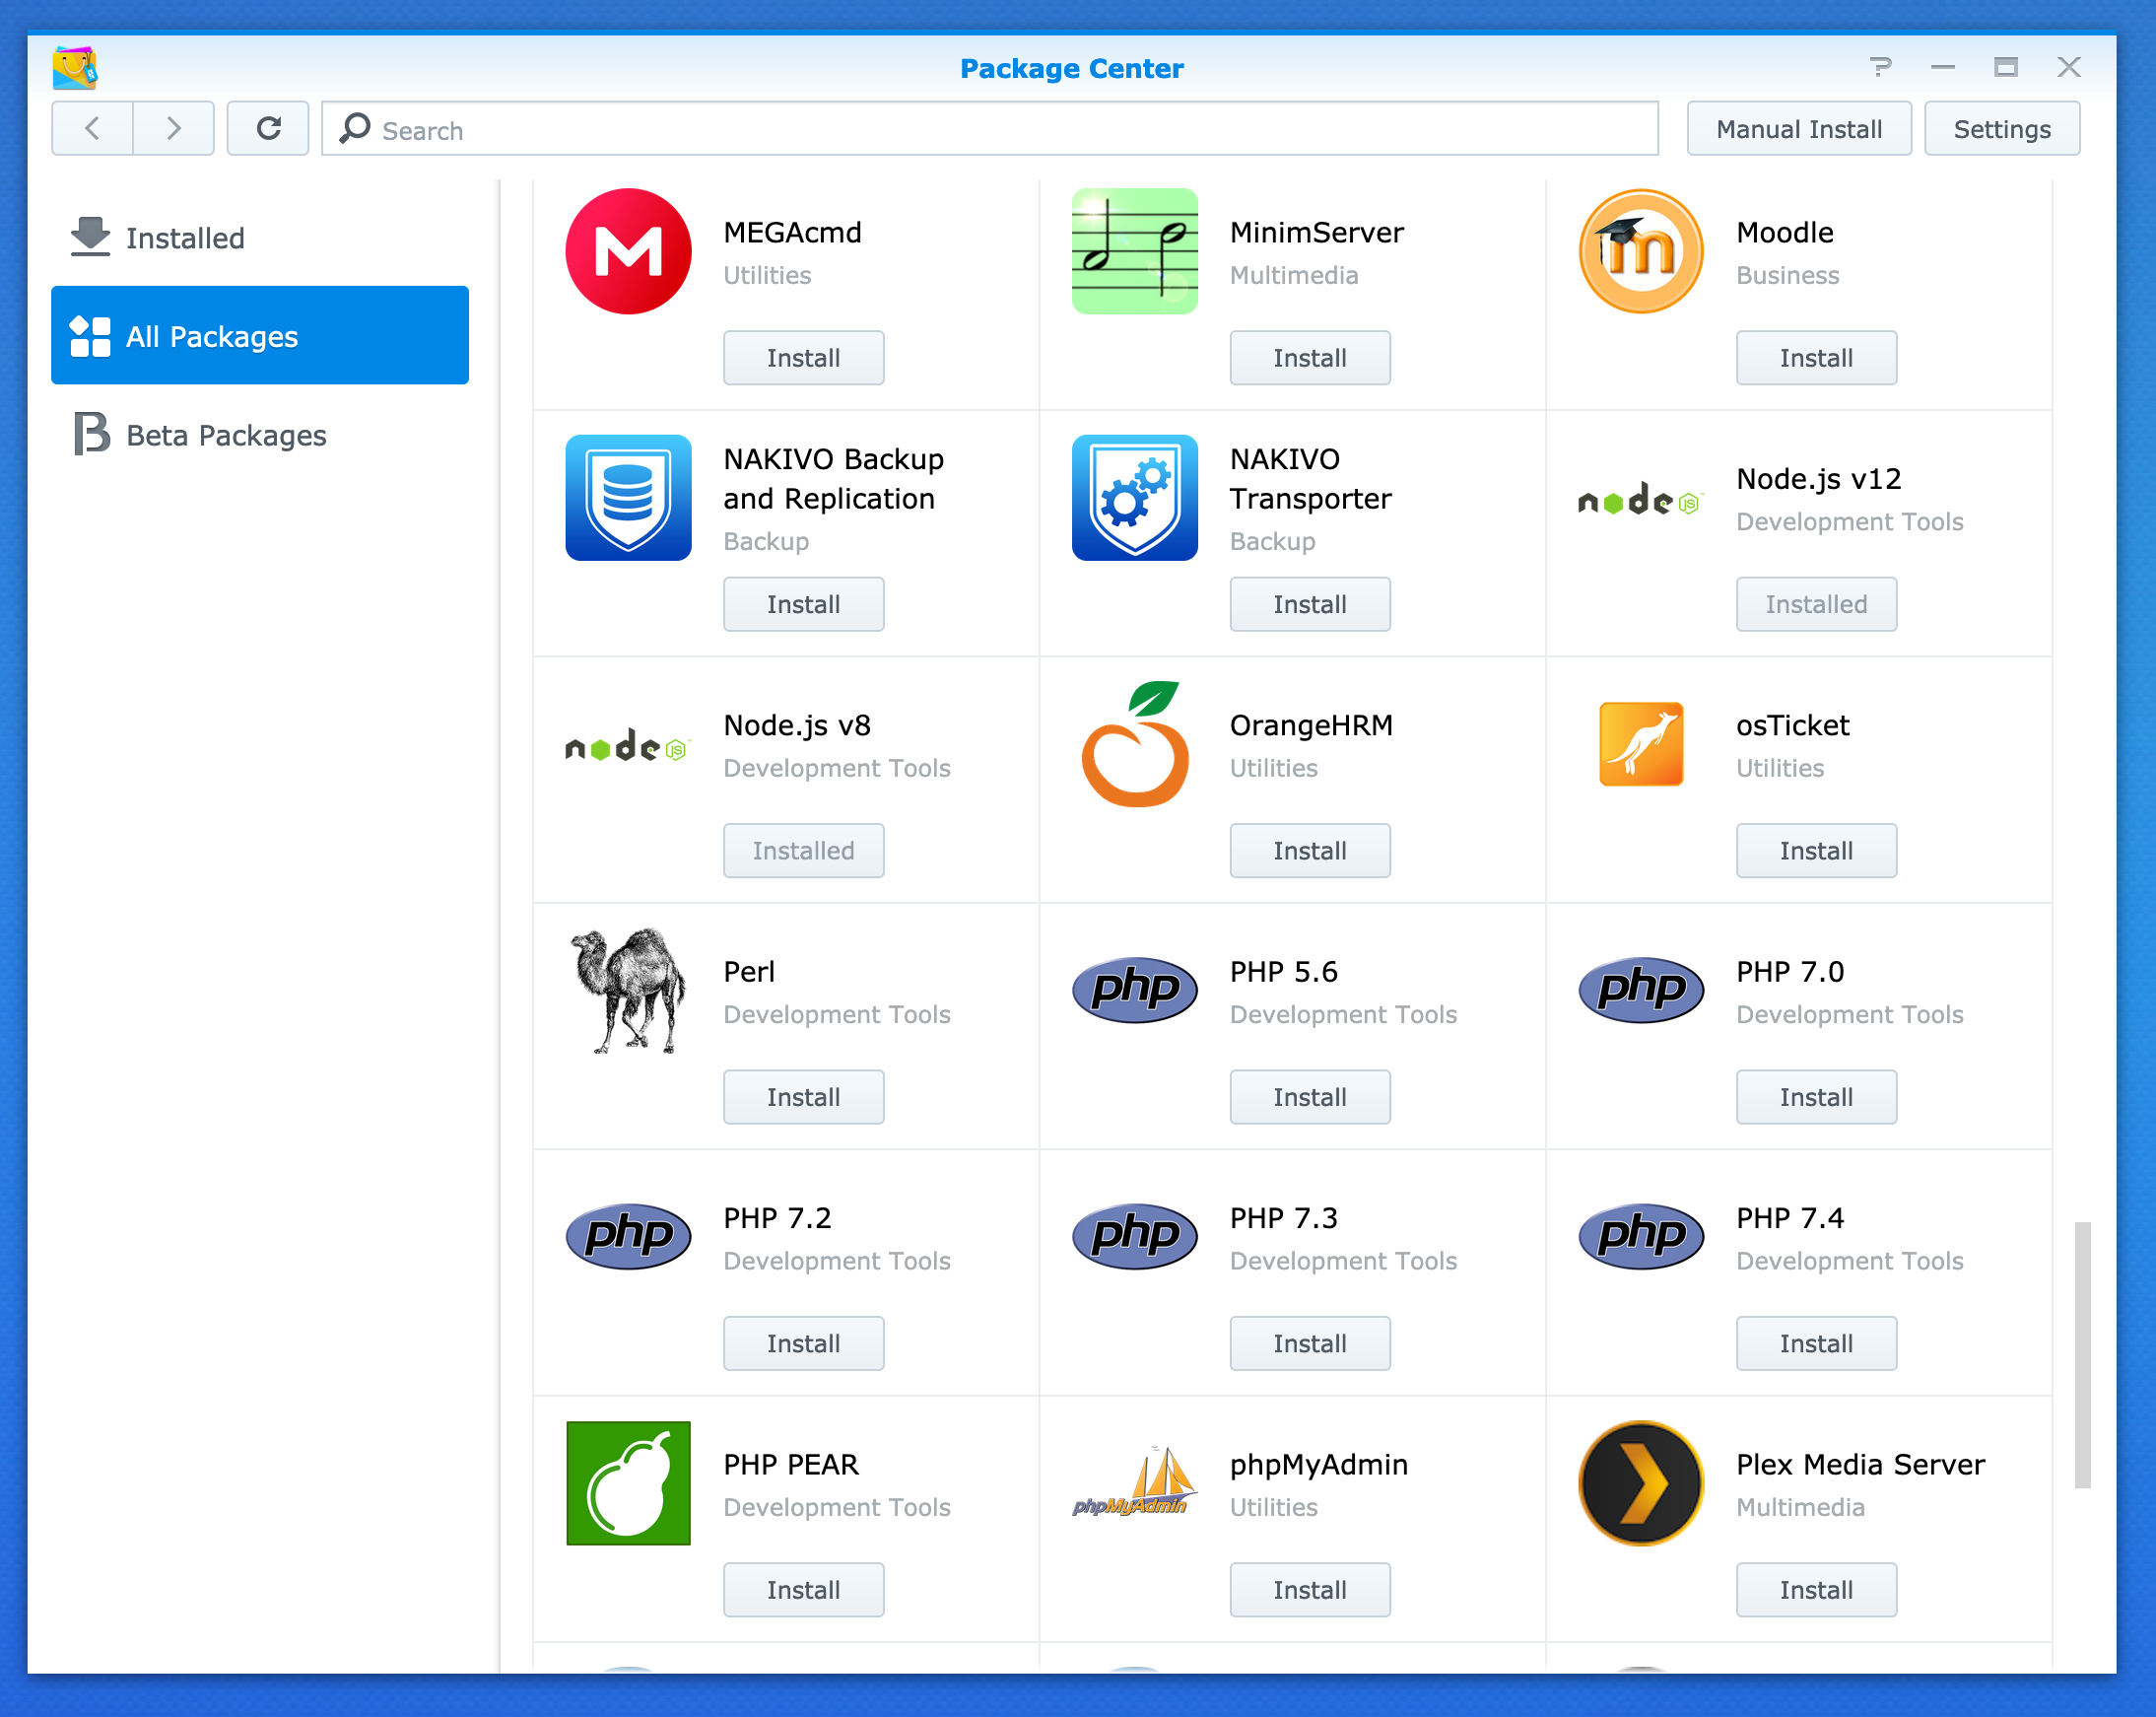 Package Center
Search
Manual Install
Settings
Installed
All Packages
Beta Packages
MEGAcmd
Utilities
Install
MinimServer
Multimedia
Install
Moodle
Business
Install
NAKIVO Backup
and Replication
Backup
Install
NAKIVO
Transporter
Backup
Install
node JS
Node.js v12
Development Tools
Installed
node JS
Node.js v8
Development Tools
Installed
OrangeHRM
Utilities
Install
osTicket
Utilities
Install
Perl
Development Tools
Install
php
PHP 5.6
Development Tools
Install
php
PHP 7.0
Development Tools
Install
php
PHP 7.2
Development Tools
Install
php
PHP 7.3
Development Tools
Install
php
PHP 7.4
Development Tools
Install
PHP PEAR
Development Tools
Install
phpMyAdmin
phpMyAdmin
Utilities
Install
Plex Media Server
Multimedia
Install